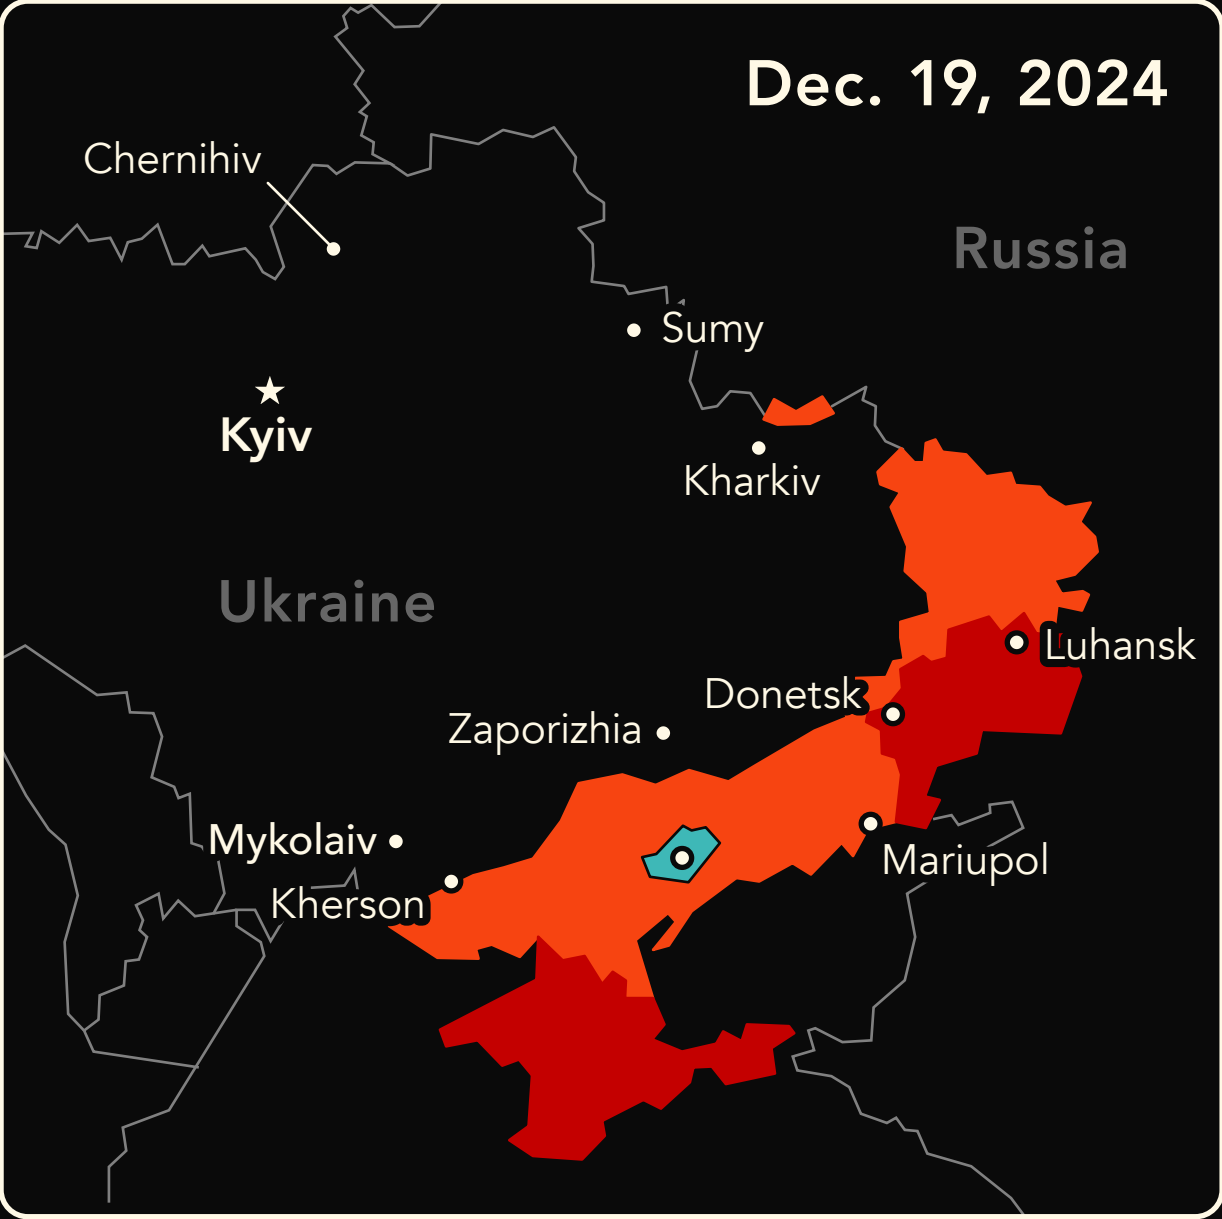 Dec. 19, 2024
Chernihiv
Russia
Sumy
Kyiv
Kharkiv
Ukraine
Luhansk
Donetsk
Zaporizhia
Mykolaiv
Mariupol
Kherson